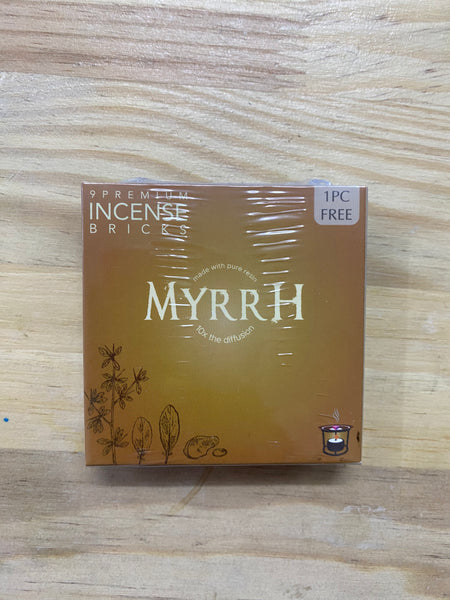 9 PREMIUM
INCENSE
BRICKS
1PC
FREE
made with pure resin
MYRRH
10x the diffusion